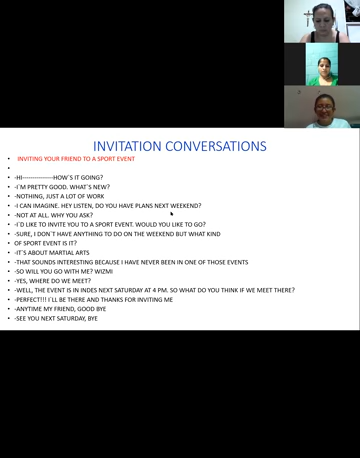 INVITATION CONVERSATIONS
INVITING YOUR FRIEND TO A SPORT EVENT
-HI---------------HOW´S IT GOING?
-I´M PRETTY GOOD. WHAT´S NEW?
-NOTHING, JUST A LOT OF WORK
-I CAN IMAGINE. HEY LISTEN, DO YOU HAVE PLANS NEXT WEEKEND?
-NOT AT ALL. WHY YOU ASK?
-I´D LIKE TO INVITE YOU TO A SPORT EVENT. WOULD YOU LIKE TO GO?
-SURE, I DON´T HAVE ANYTHING TO DO ON THE WEEKEND BUT WHAT KIND
OF SPORT EVENT IS IT?
-IT´S ABOUT MARTIAL ARTS
-THAT SOUNDS INTERESTING BECAUSE I HAVE NEVER BEEN IN ONE OF THOSE EVENTS
-SO WILL YOU GO WITH ME? WIZMI
-YES, WHERE DO WE MEET?
-WELL, THE EVENT IS IN INDES NEXT SATURDAY AT 4 PM. SO WHAT DO YOU THINK IF WE MEET THERE?
-PERFECT!!! I´LL BE THERE AND THANKS FOR INVITING ME
-ANYTIME MY FRIEND, GOOD BYE
-SEE YOU NEXT SATURDAY, BYE